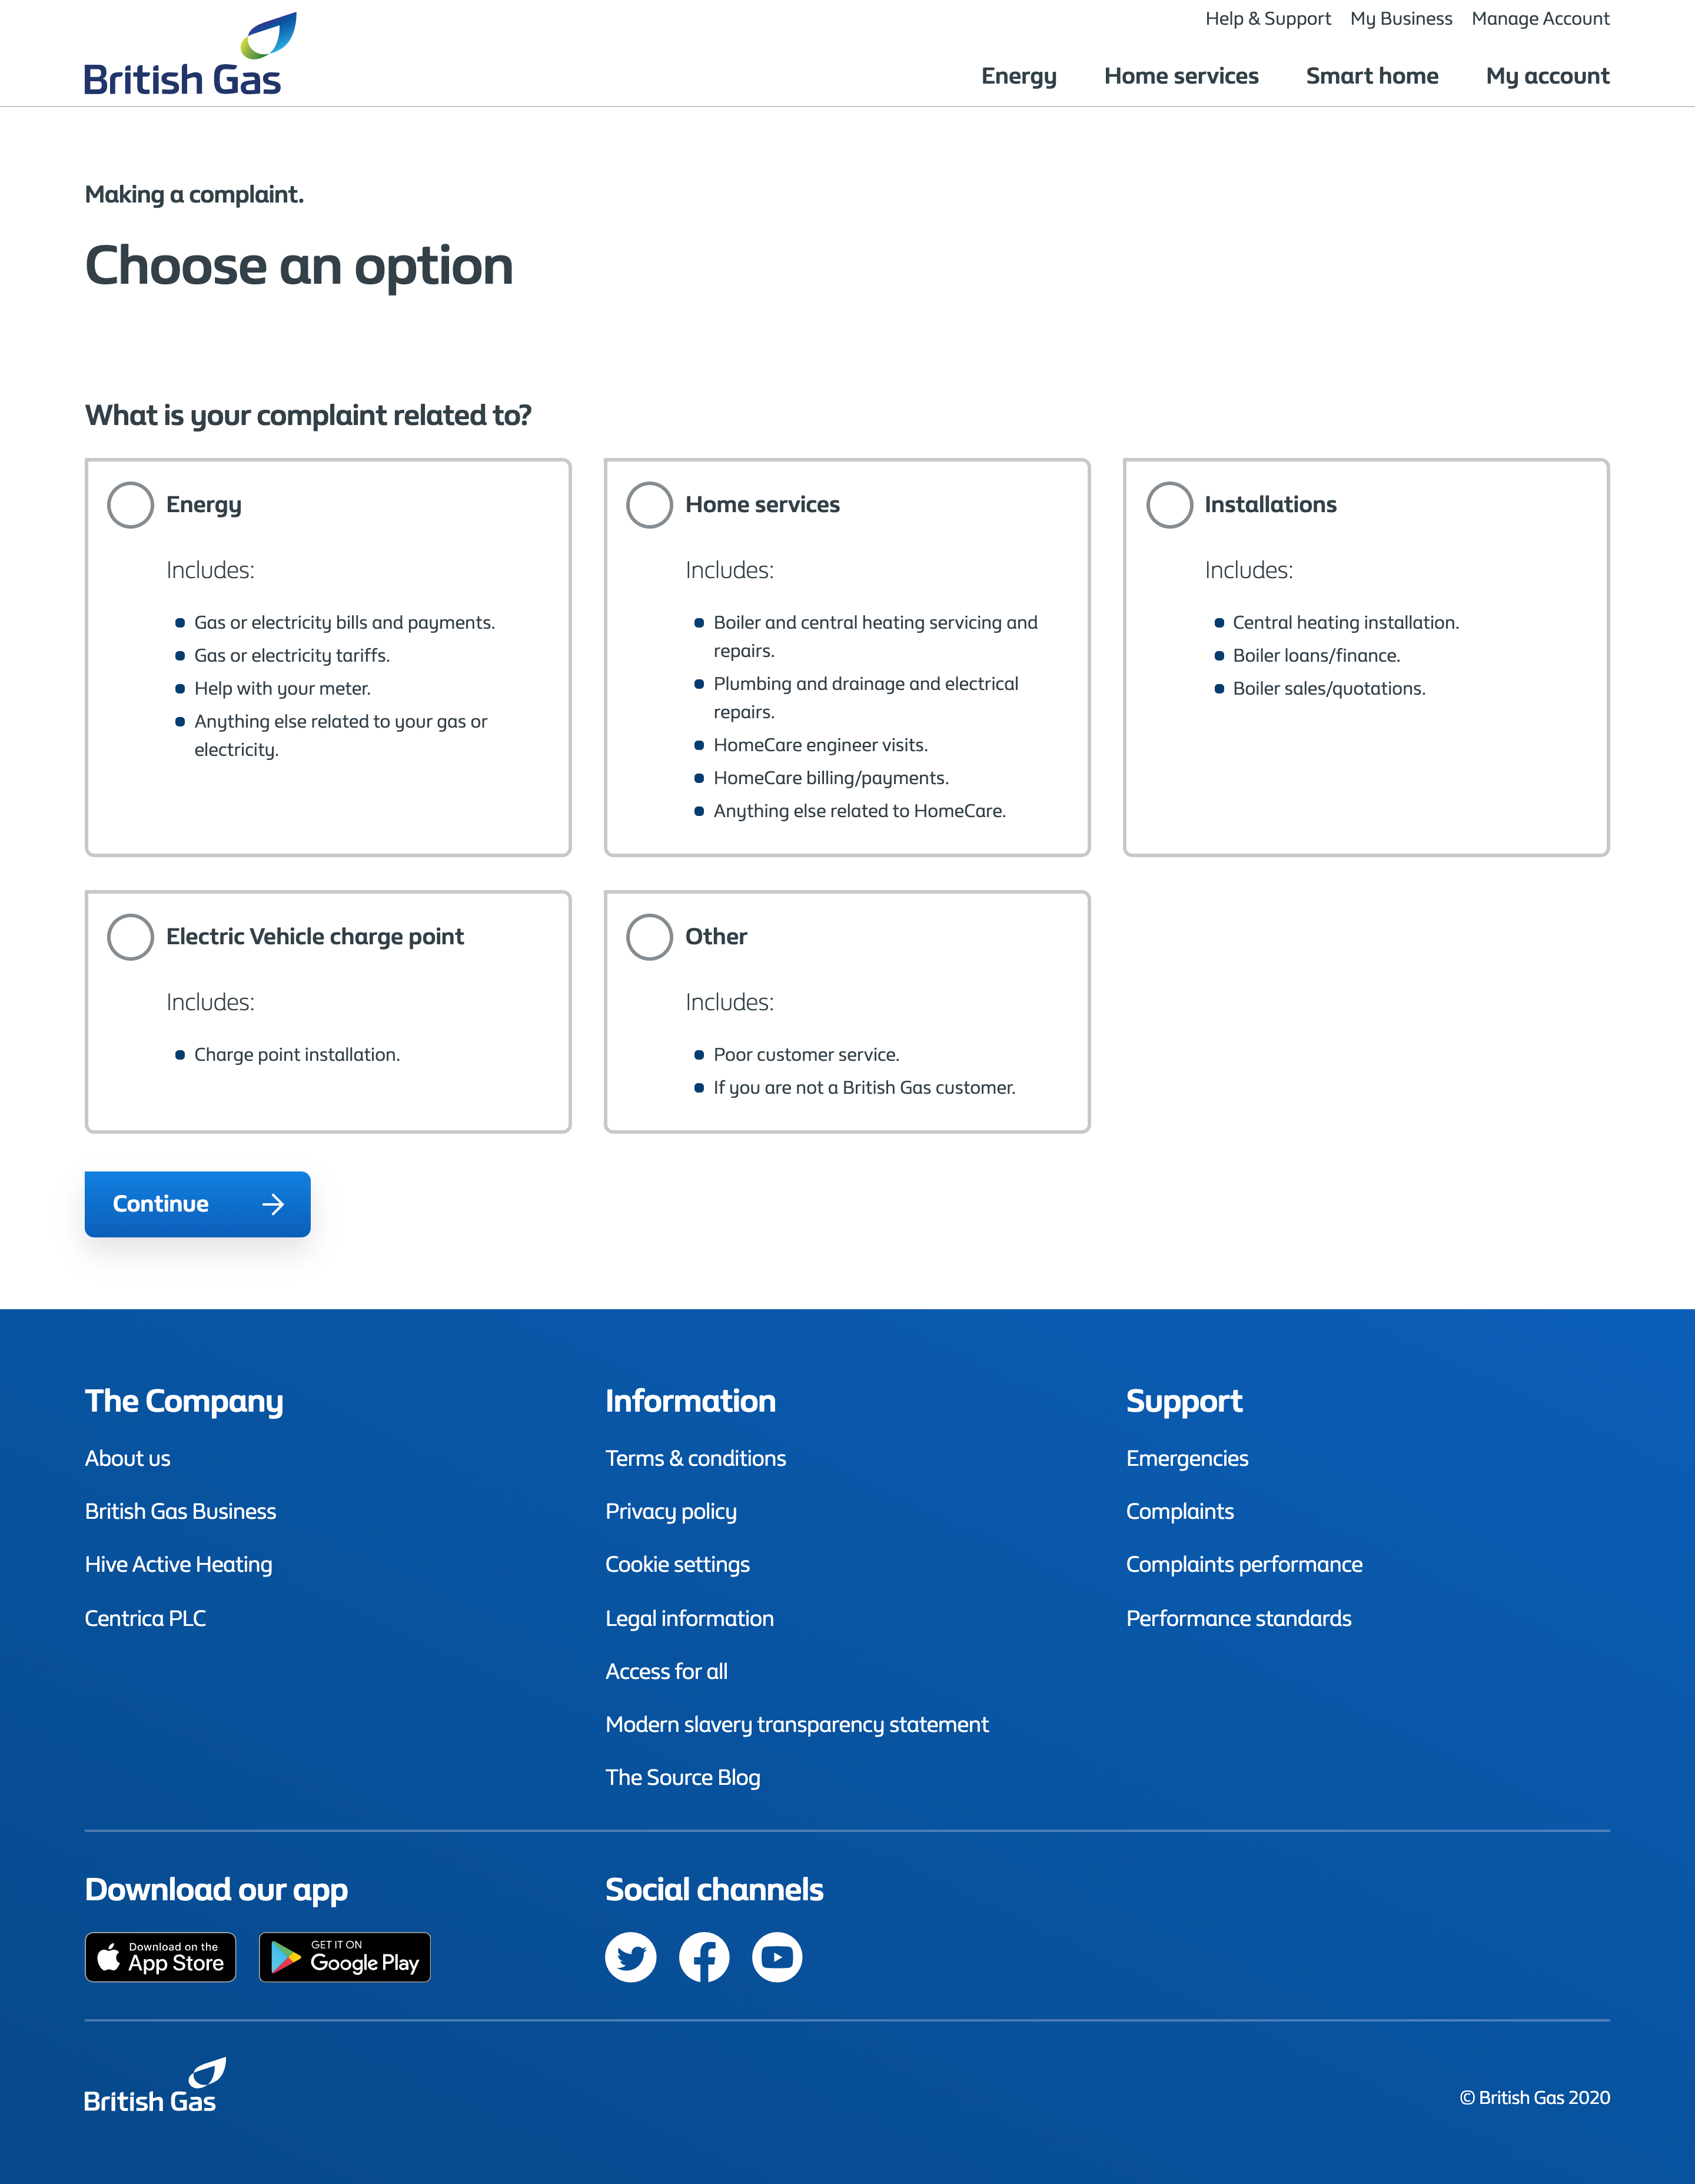 British Gas
Help & Support My Business Manage Account
Energy Home services Smart home My account
Making a complaint.
Choose an option
What is your complaint related to?
Energy
Includes:
Gas or electricity bills and payments.
Gas or electricity tariffs.
Help with your meter.
Anything else related to your gas or
electricity.
Home services
Includes:
Boiler and central heating servicing and
repairs.
Plumbing and drainage and electrical
repairs.
HomeCare engineer visits.
HomeCare billing/payments.
Anything else related to HomeCare.
Installations
Includes:
Central heating installation.
Boiler loans/finance.
Boiler sales/quotations.
Electric Vehicle charge point
Includes:
Charge point installation.
Other
Includes:
Poor customer service.
If you are not a British Gas customer.
Continue
The Company
About us
British Gas Business
Hive Active Heating
Centrica PLC
Information
Terms & conditions
Privacy policy
Cookie settings
Legal information
Access for all
Modern slavery transparency statement
The Source Blog
Support
Emergencies
Complaints
Complaints performance
Performance standards
Download our app
Download on the
App Store
GET IT ON
Google Play
Social channels
British Gas
© British Gas 2020